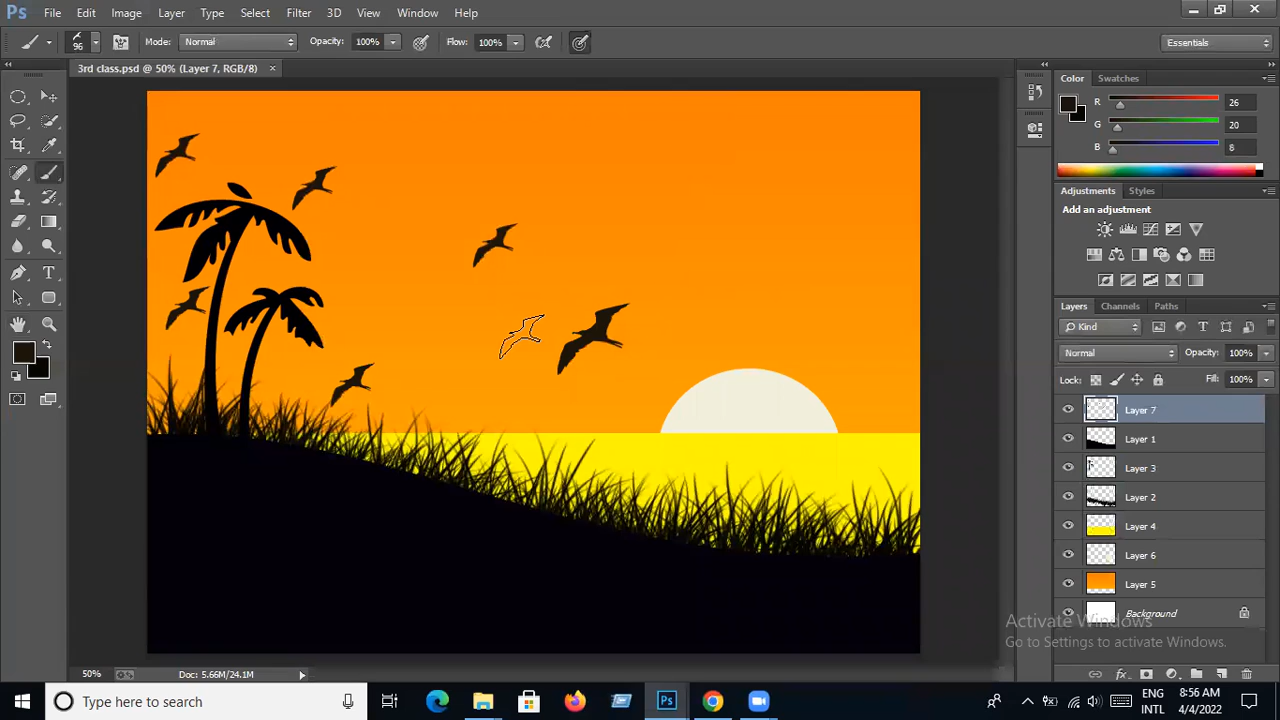 Ps File Edit Image Layer Type Select Filter 3D View Window Help
96 Mode: Normal Opacity: 100% Flow: 100% Essentials
3rd class.psd @ 50% (Layer 7, RGB/8) ×
Color Swatches
R 26
G 20
B 6
Adjustments Styles
Add an adjustment
Layers Channels Paths
Kind
Normal Opacity: 100%
Lock: Fill: 100%
Layer 7
Layer 1
Layer 3
Layer 2
Layer 4
Layer 6
Layer 5
Background
Activate Windows
Go to Settings to activate Windows.
50% Doc: 5.66M/24.1M
Type here to search
Ps
ENG
INTL
8:56 AM
4/4/2022